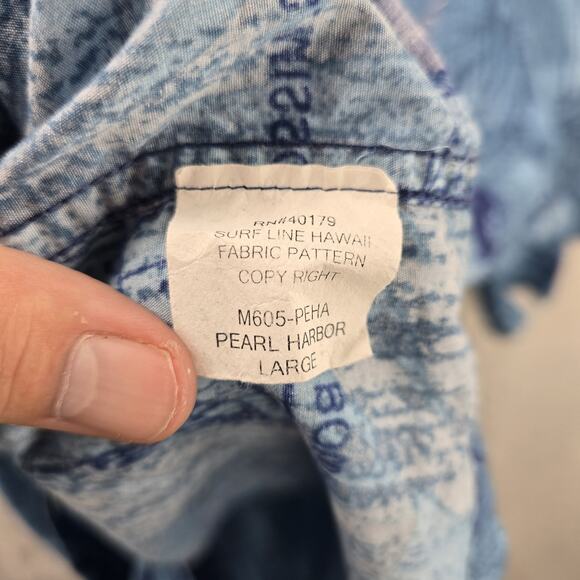 RN#40179
SURF LINE HAWAII
FABRIC PATTERN
COPY RIGHT
M605-PEHA
PEARL HARBOR
LARGE